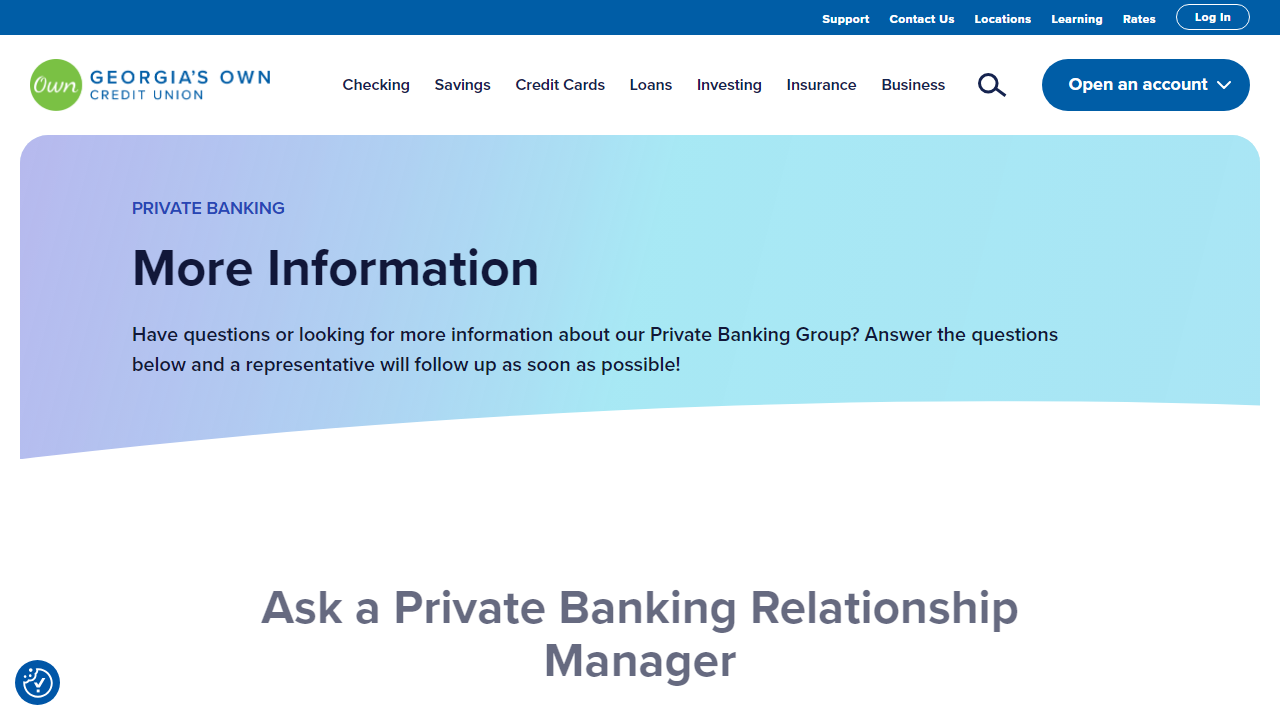 Support Contact Us Locations Learning Rates Log In
Own GEORGIA'S OWN
CREDIT UNION
Checking Savings Credit Cards Loans Investing Insurance Business Open an account
PRIVATE BANKING
More Information
Have questions or looking for more information about our Private Banking Group? Answer the questions
below and a representative will follow up as soon as possible!
Ask a Private Banking Relationship
Manager